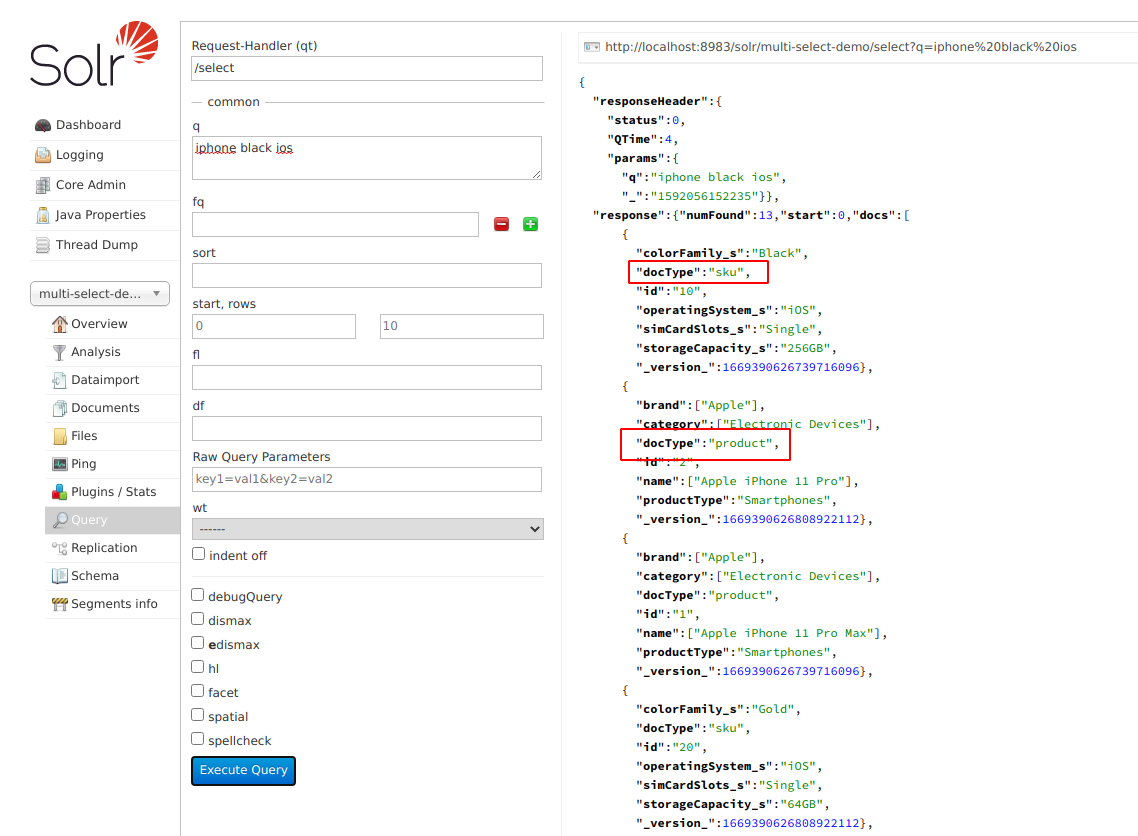 Solr
Dashboard
Logging
Core Admin
Java Properties
Thread Dump
multi-select-de...
Overview
Analysis
Dataimport
Documents
Files
Ping
Plugins / Stats
Query
Replication
Schema
Segments info
Request-Handler (qt)
/select
common
q
iphone black ios
fq
sort
start, rows
0 10
fl
df
Raw Query Parameters
key1=val1&key2=val2
wt
------
indent off
debugQuery
dismax
edismax
hl
facet
spatial
spellcheck
Execute Query
http://localhost:8983/solr/multi-select-demo/select?q=iphone%20black%20ios
{
"responseHeader":{
"status":0,
"QTime":4,
"params":{
"q":"iphone black ios",
"_":"1592056152235"}},
"response":{"numFound":13,"start":0,"docs":[
{
"colorFamily_s":"Black",
"docType":"sku",
"id":"10",
"operatingSystem_s":"iOS",
"simCardSlots_s":"Single",
"storageCapacity_s":"256GB",
"_version_":1669390626739716096},
{
"brand":["Apple"],
"category":["Electronic Devices"],
"docType":"product",
"id":"2",
"name":["Apple iPhone 11 Pro"],
"productType":"Smartphones",
"_version_":1669390626808922112},
{
"brand":["Apple"],
"category":["Electronic Devices"],
"docType":"product",
"id":"1",
"name":["Apple iPhone 11 Pro Max"],
"productType":"Smartphones",
"_version_":1669390626739716096},
{
"colorFamily_s":"Gold",
"docType":"sku",
"id":"20",
"operatingSystem_s":"iOS",
"simCardSlots_s":"Single",
"storageCapacity_s":"64GB",
"_version_":1669390626808922112},